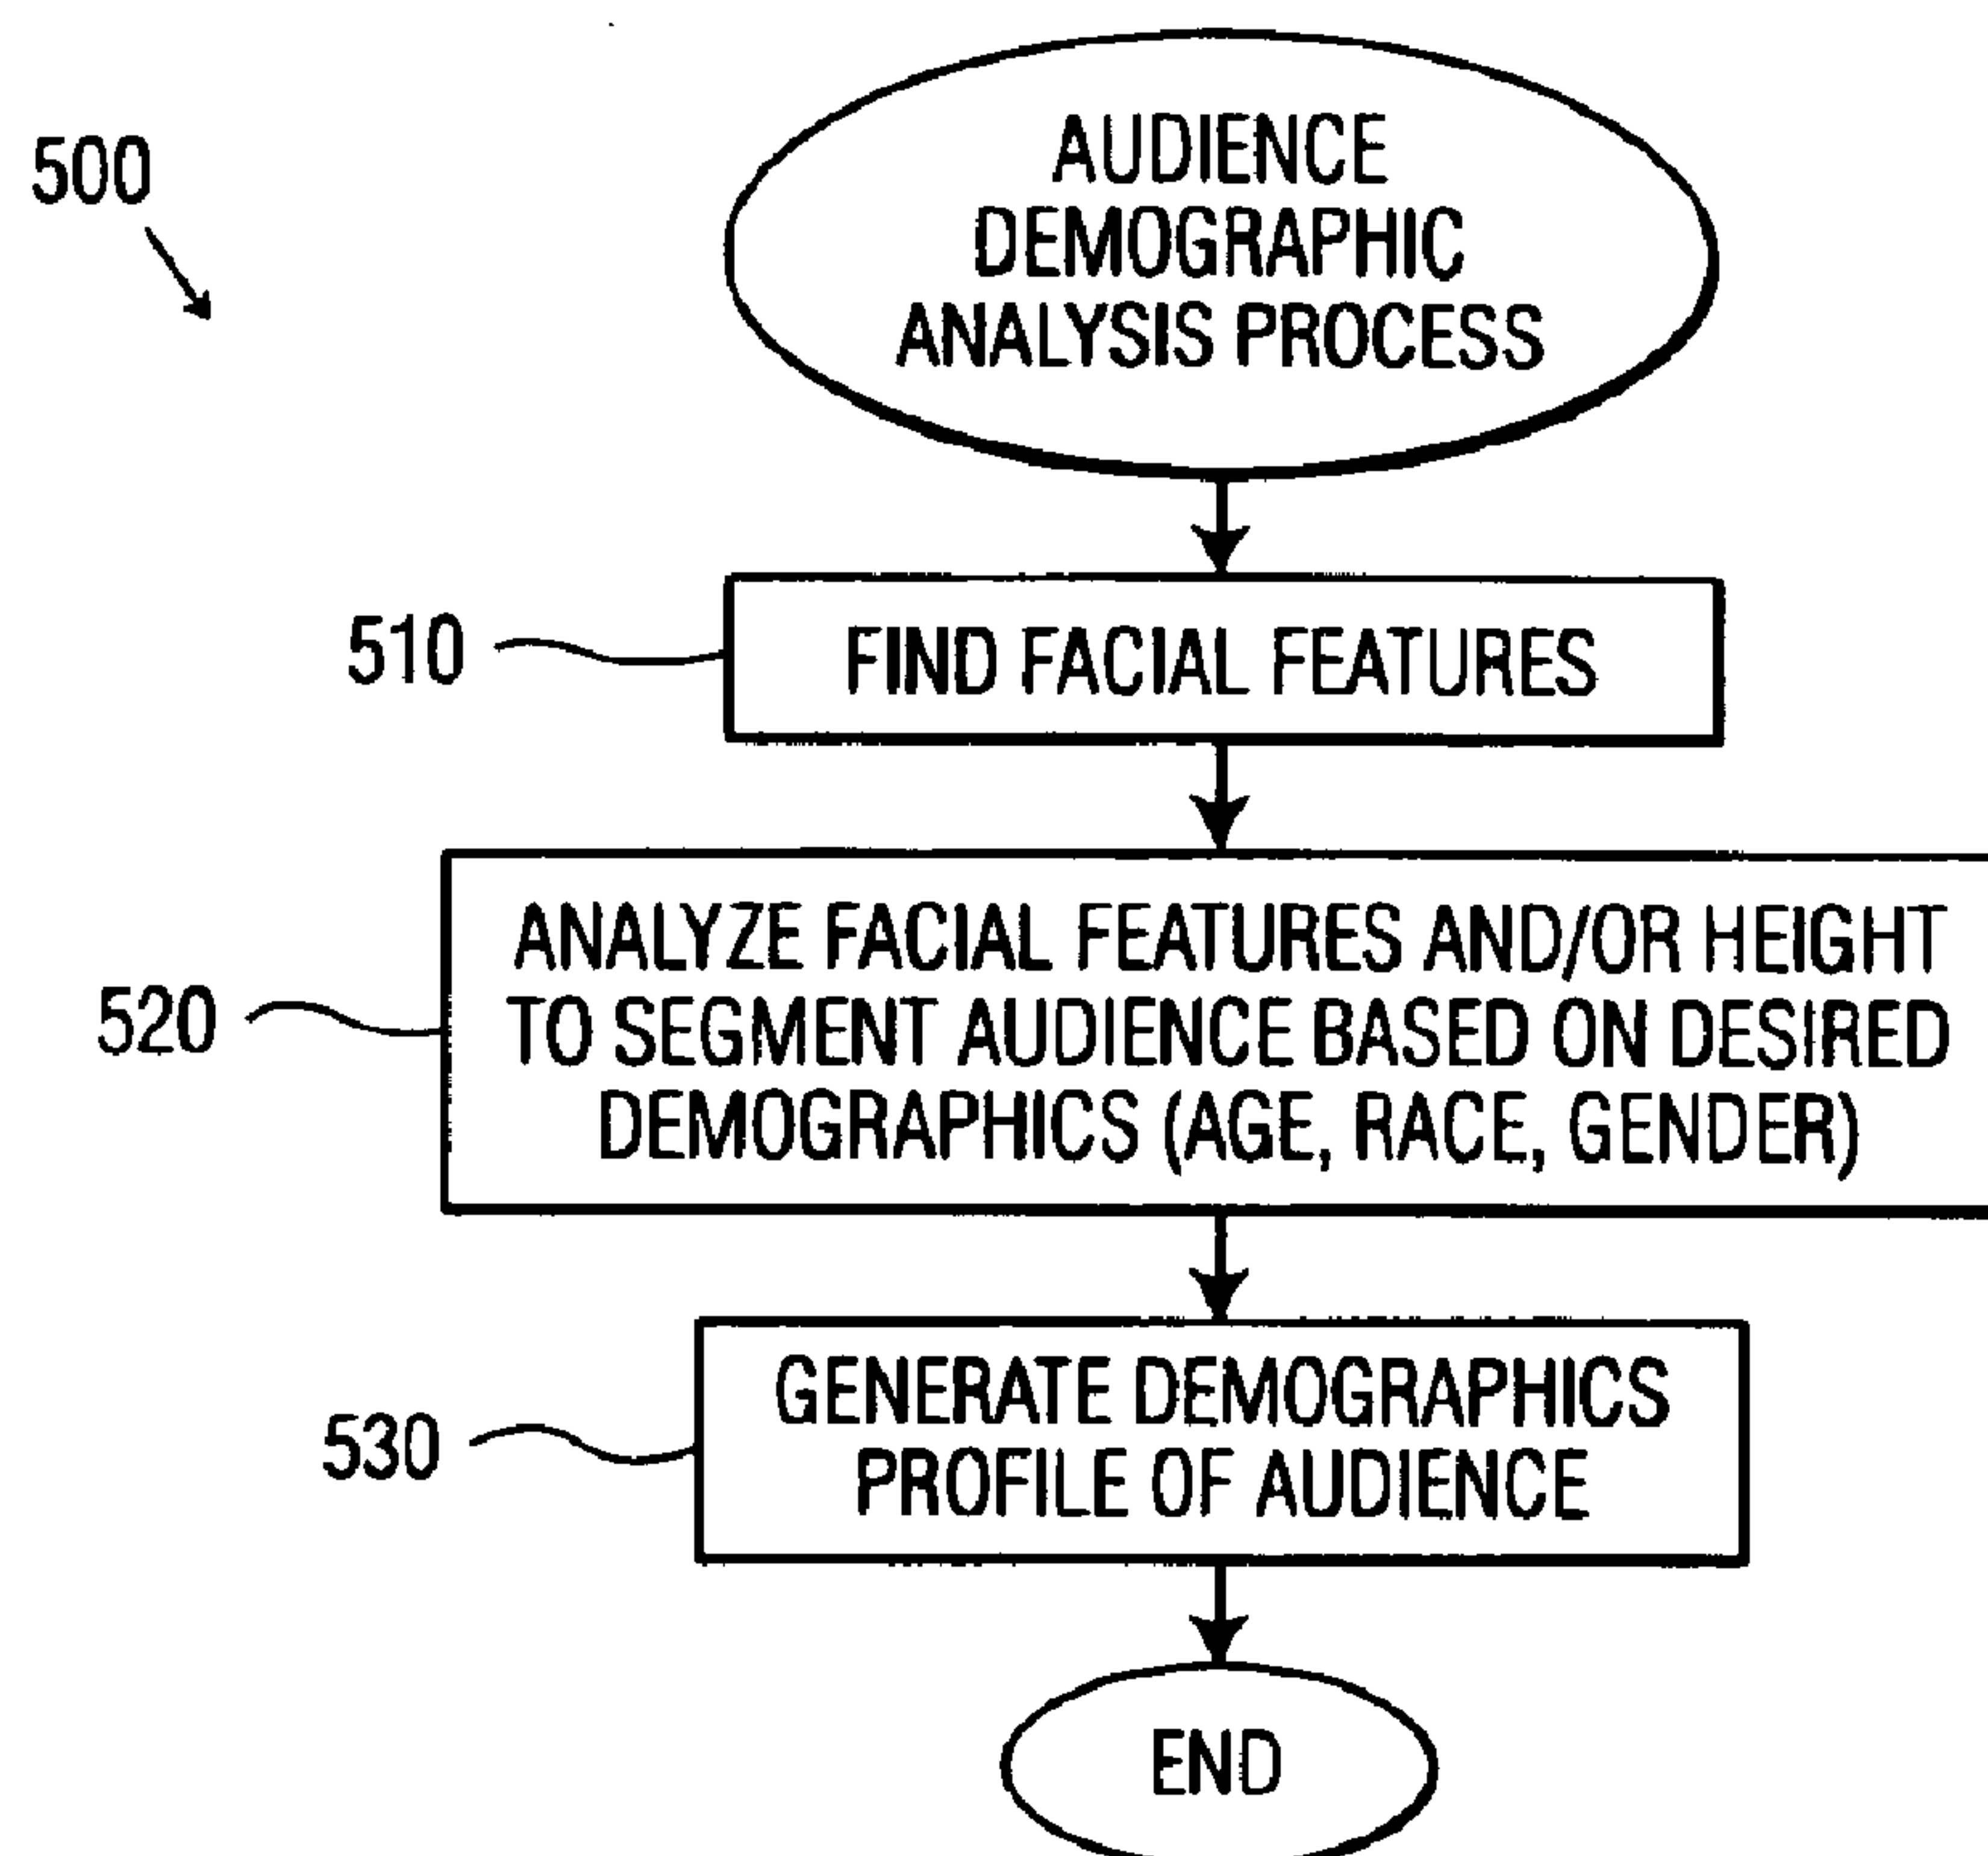 500
AUDIENCE
DEMOGRAPHIC
ANALYSIS PROCESS
510
FIND FACIAL FEATURES
520
ANALYZE FACIAL FEATURES AND/OR HEIGHT
TO SEGMENT AUDIENCE BASED ON DESIRED
DEMOGRAPHICS (AGE, RACE, GENDER)
530
GENERATE DEMOGRAPHICS
PROFILE OF AUDIENCE
END